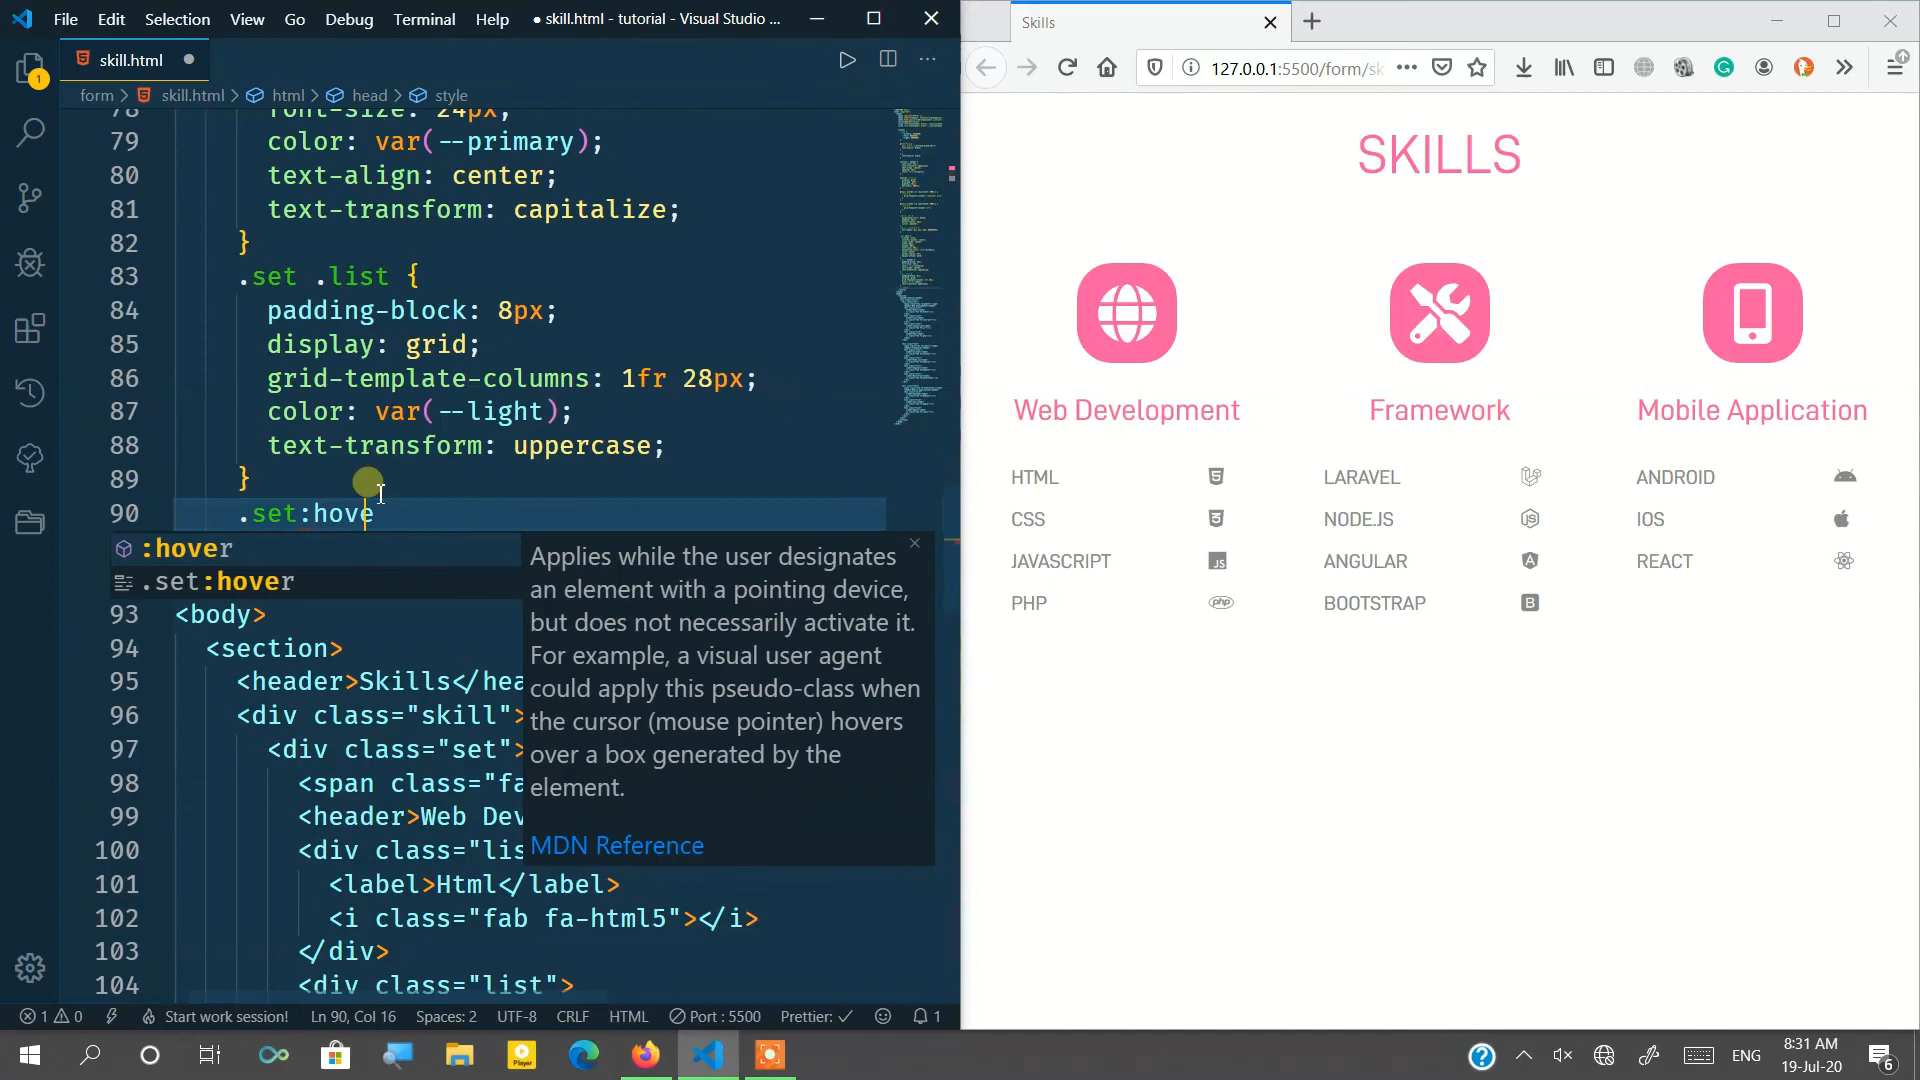 File Edit Selection View Go Debug Terminal Help ● skill.html - tutorial - Visual Studio ...
skill.html
form > skill.html > html > head > style
78 font-size: 24px;
79 color: var(--primary);
80 text-align: center;
81 text-transform: capitalize;
82 }
83 .set .list {
84 padding-block: 8px;
85 display: grid;
86 grid-template-columns: 1fr 28px;
87 color: var(--light);
88 text-transform: uppercase;
89 }
90 .set:hove
:hover
.set:hover
Applies while the user designates
an element with a pointing device,
but does not necessarily activate it.
For example, a visual user agent
could apply this pseudo-class when
the cursor (mouse pointer) hovers
over a box generated by the
element.
MDN Reference
93 <body>
94 <section>
95 <header>Skills</hea
96 <div class="skill">
97 <div class="set">
98 <span class="fa
99 <header>Web Dev
100 <div class="lis
101 <label>Html</label>
102 <i class="fab fa-html5"></i>
103 </div>
104 <div class="list">
1 0 Start work session! Ln 90, Col 16 Spaces: 2 UTF-8 CRLF HTML Port : 5500 Prettier: ✓ 1
Skills
127.0.0.1:5500/form/sk
SKILLS
Web Development
HTML
CSS
JAVASCRIPT
PHP
Framework
LARAVEL
NODE.JS
ANGULAR
BOOTSTRAP
Mobile Application
ANDROID
IOS
REACT
ENG
8:31 AM
19-Jul-20
6